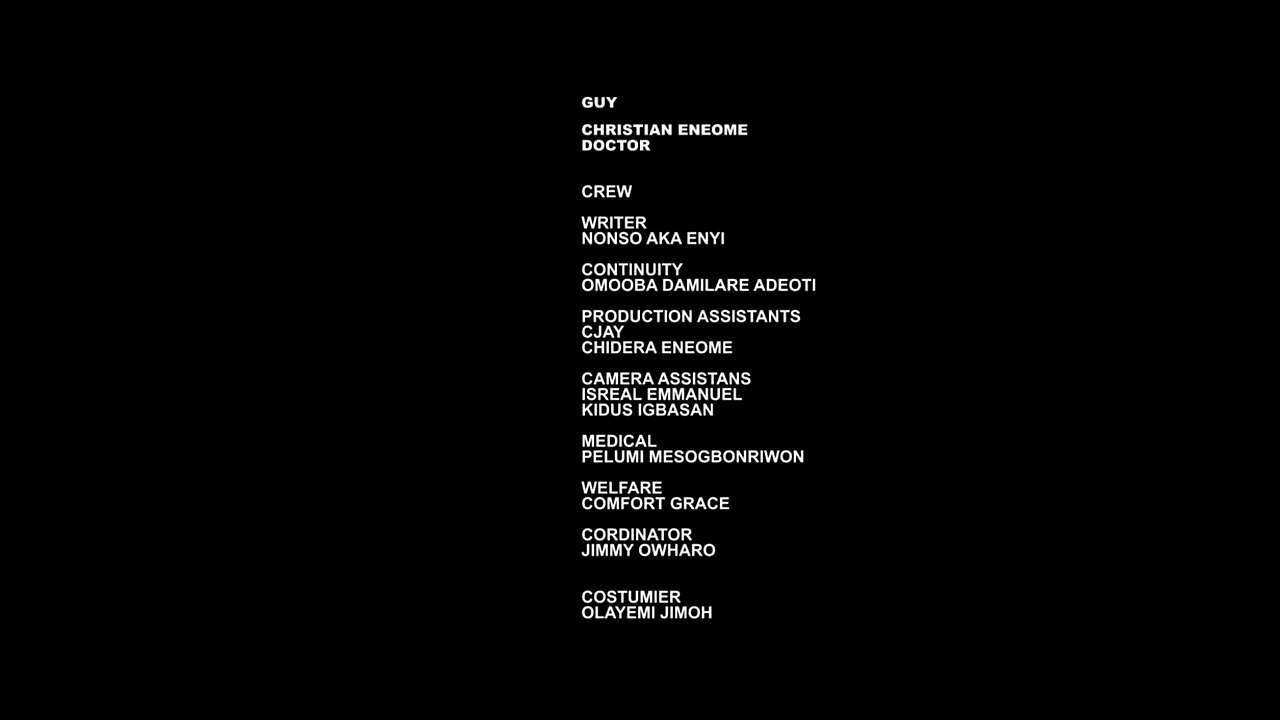 GUY
CHRISTIAN ENEOME
DOCTOR
CREW
WRITER
NONSO AKA ENYI
CONTINUITY
OMOOBA DAMILARE ADEOTI
PRODUCTION ASSISTANTS
CJAY
CHIDERA ENEOME
CAMERA ASSISTANS
ISREAL EMMANUEL
KIDUS IGBASAN
MEDICAL
PELUMI MESOGBONRIWON
WELFARE
COMFORT GRACE
CORDINATOR
JIMMY OWHARO
COSTUMIER
OLAYEMI JIMOH